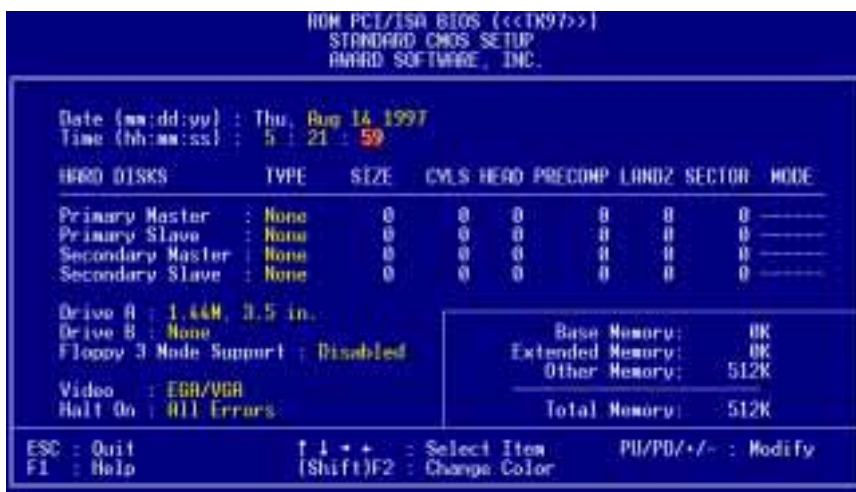 ROM PCI/ISA BIOS (<<TX97>>)
STANDARD CMOS SETUP
AWARD SOFTWARE, INC.
Date (mm:dd:yy) : Thu, Aug 14 1997
Time (hh:mm:ss) : 5 : 21 : 59
HARD DISKS TYPE SIZE CYLS HEAD PRECOMP LANDZ SECTOR MODE
Primary Master : None 0 0 0 0 0 0 ------
Primary Slave : None 0 0 0 0 0 0 ------
Secondary Master : None 0 0 0 0 0 0 ------
Secondary Slave : None 0 0 0 0 0 0 ------
Drive A : 1.44M, 3.5 in.
Drive B : None
Floppy 3 Mode Support : Disabled
Video : EGA/VGA
Halt On : All Errors
Base Memory: 0K
Extended Memory: 0K
Other Memory: 512K
Total Memory: 512K
ESC : Quit ↑ ↓ → ← : Select Item PU/PD/+/- : Modify
F1 : Help (Shift)F2 : Change Color